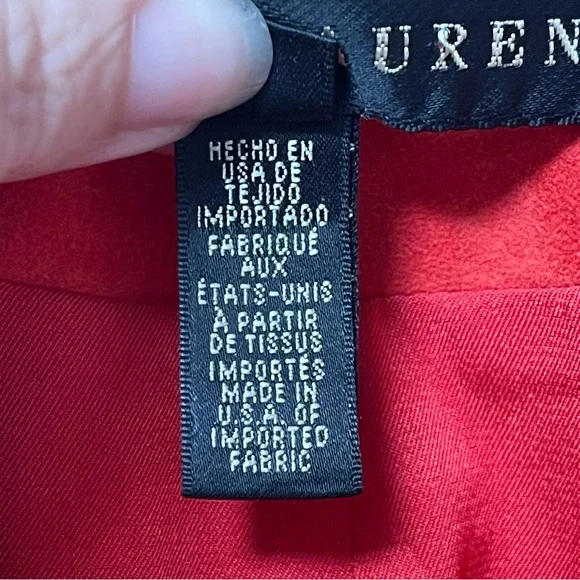 UREN
HECHO EN
USA DE
TEJIDO
IMPORTADO
FABRIQUÉ
AUX
ÉTATS-UNIS
À PARTIR
DE TISSUS
IMPORTÉS
MADE IN
U.S.A. OF
IMPORTED
FABRIC